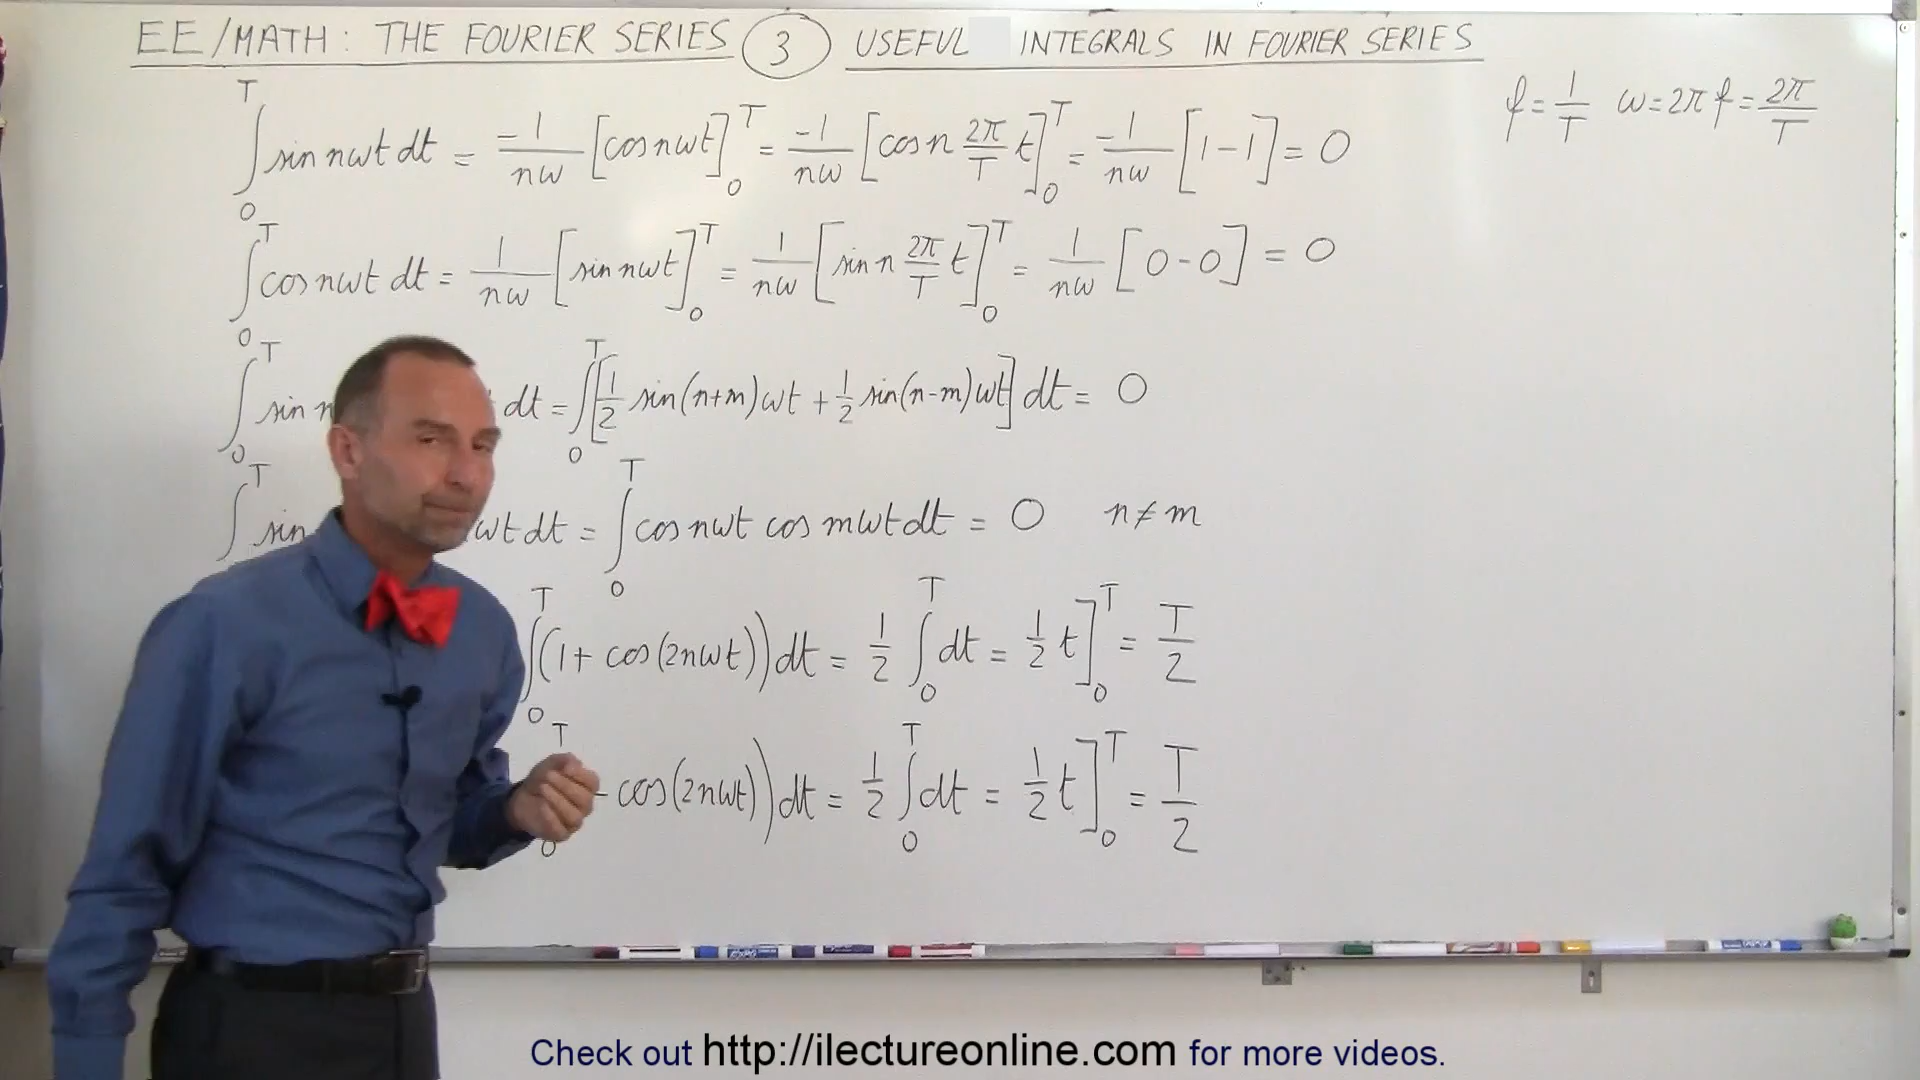 EE/MATH: THE FOURIER SERIES 3 USEFUL INTEGRALS IN FOURIER SERIES
f = 1/T ω = 2πf = 2π/T
∫₀ᵀ sin nωt dt = -1/nω [cos nωt]₀ᵀ = -1/nω [cos n 2π/T t]₀ᵀ = -1/nω [1-1] = 0
∫₀ᵀ cos nωt dt = 1/nω [sin nωt]₀ᵀ = 1/nω [sin n 2π/T t]₀ᵀ = 1/nω [0-0] = 0
∫₀ᵀ sin n dt = ∫₀ᵀ [1/2 sin(n+m)ωt + 1/2 sin(n-m)ωt] dt = 0
∫ᵀ sin ωt dt = ∫₀ᵀ cos nωt cos mωt dt = 0 n≠m
∫₀ᵀ (1 + cos(2nωt)) dt = 1/2 ∫₀ᵀ dt = 1/2 t]₀ᵀ = T/2
T 0 - cos(2nωt)) dt = 1/2 ∫₀ᵀ dt = 1/2 t]₀ᵀ = T/2
Check out http://ilectureonline.com for more videos.